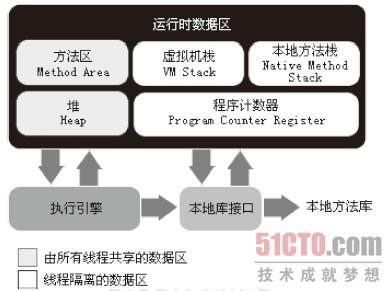 运行时数据区
方法区
Method Area
虚拟机栈
VM Stack
本地方法栈
Native Method
Stack
堆
Heap
程序计数器
Program Counter Register
执行引擎
本地库接口
本地方法库
由所有线程共享的数据区
线程隔离的数据区
51CTO.com
技术成就梦想